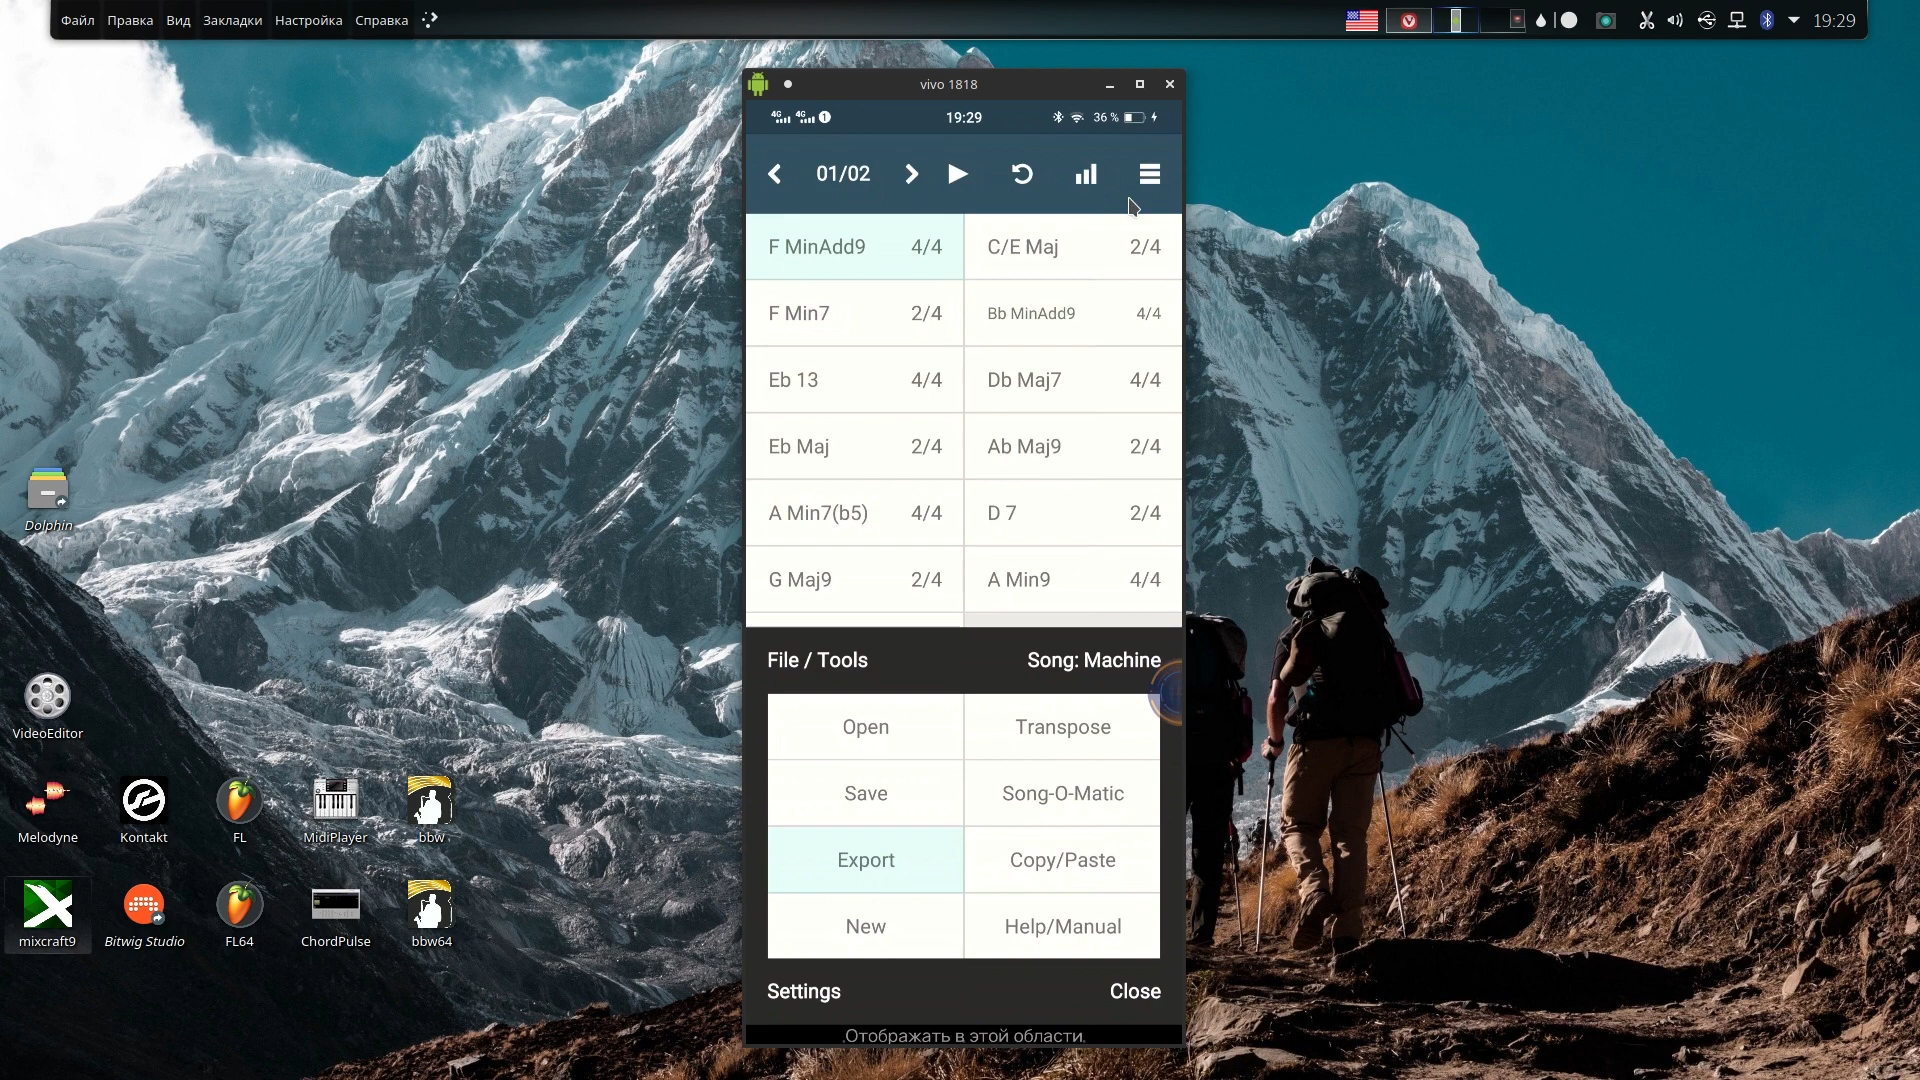 Файл Правка Вид Закладки Настройка Справка
19:29
vivo 1818
4G 4G 1 19:29 36 %
01/02
F MinAdd9 4/4 C/E Maj 2/4
F Min7 2/4 Bb MinAdd9 4/4
Eb 13 4/4 Db Maj7 4/4
Eb Maj 2/4 Ab Maj9 2/4
A Min7(b5) 4/4 D 7 2/4
G Maj9 2/4 A Min9 4/4
File / Tools Song: Machine
Open Transpose
Save Song-O-Matic
Export Copy/Paste
New Help/Manual
Settings Close
Отображать в этой области.
Dolphin
VideoEditor
Melodyne Kontakt FL MidiPlayer bbw
mixcraft9 Bitwig Studio FL64 ChordPulse bbw64